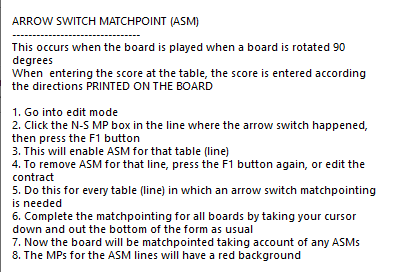 ARROW SWITCH MATCHPOINT (ASM)
--------------------------------
This occurs when the board is played when a board is rotated 90
degrees
When  entering the score at the table, the score is entered according
the directions PRINTED ON THE BOARD

1. Go into edit mode
2. Click the N-S MP box in the line where the arrow switch happened,
then press the F1 button
3. This will enable ASM for that table (line)
4. To remove ASM for that line, press the F1 button again, or edit the
contract
5. Do this for every table (line) in which an arrow switch matchpointing
is needed
6. Complete the matchpointing for all boards by taking your cursor
down and out the bottom of the form as usual
7. Now the board will be matchpointed taking account of any ASMs
8. The MPs for the ASM lines will have a red background